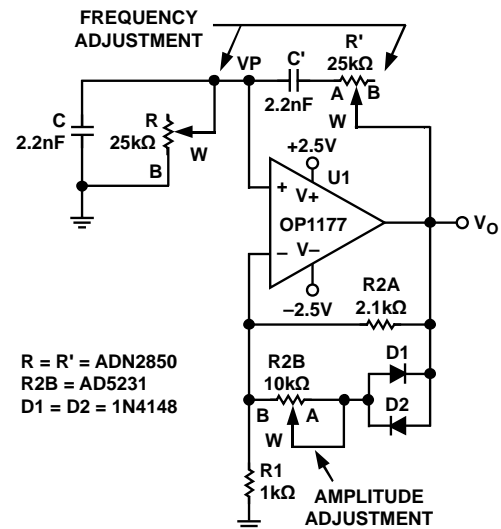 FREQUENCY
ADJUSTMENT
VP
C'
2.2nF
R'
25kΩ
A
B
W
C
2.2nF
R
25kΩ
W
B
+2.5V
U1
+
V+
OP1177
−
V−
−2.5V
VO
R2A
2.1kΩ
R = R' = ADN2850
R2B = AD5231
D1 = D2 = 1N4148
R2B
10kΩ
B
A
W
D1
D2
R1
1kΩ
AMPLITUDE
ADJUSTMENT